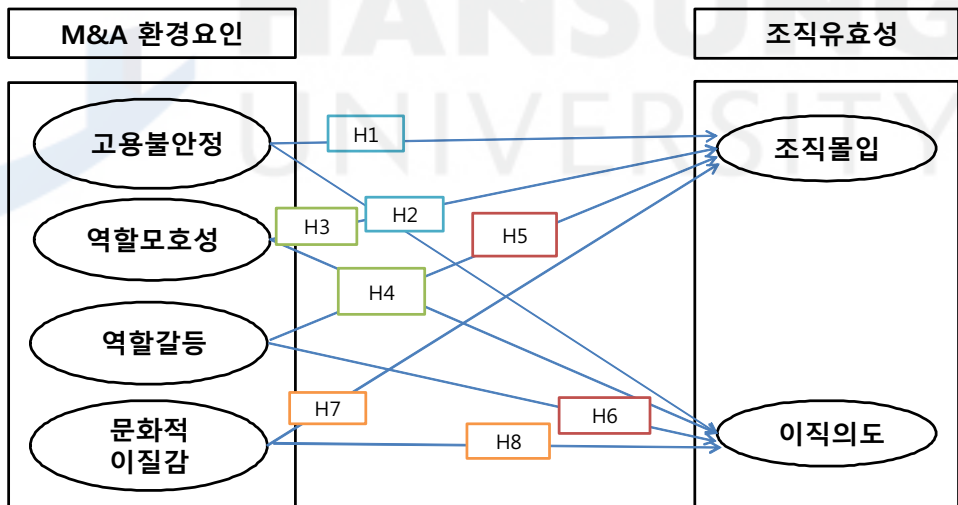 HANSUNG
UNIVERSITY
M&A 환경요인
조직유효성
고용불안정
H1
조직몰입
역할모호성
H3
H2
H5
H4
역할갈등
H7
H6
문화적
이질감
H8
이직의도